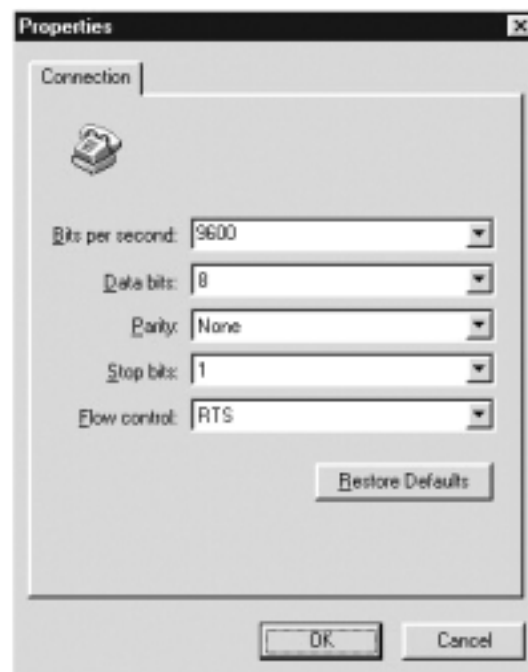 Properties
Connection
Bits per second: 9600
Data bits: 8
Parity: None
Stop bits: 1
Flow control: RTS
Restore Defaults
OK Cancel